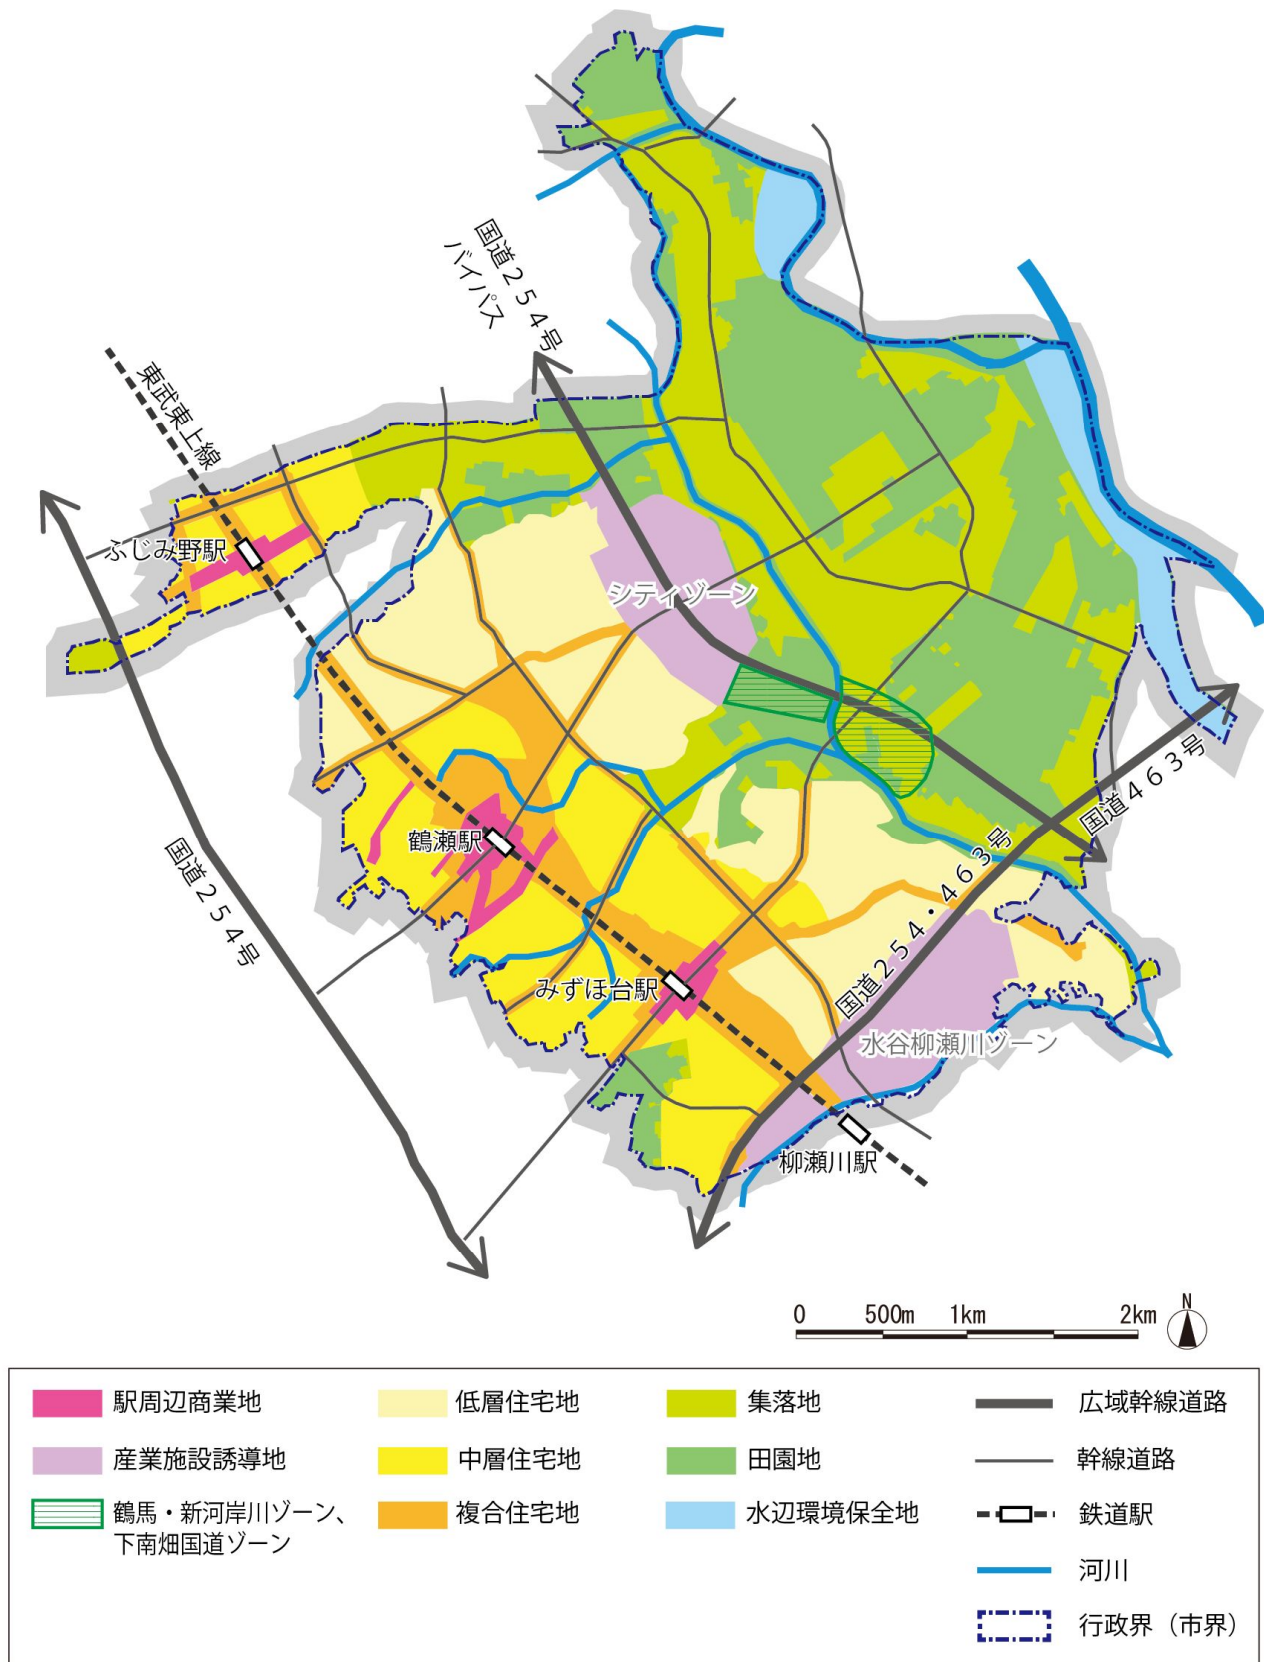 国道２５４号
バイパス
東武東上線
ふじみ野駅
シティゾーン
国道４６３号
鶴瀬駅
国道２５４号
国道２５４・４６３号
みずほ台駅
水谷柳瀬川ゾーン
柳瀬川駅
0 500m 1km 2km
N
駅周辺商業地
低層住宅地
集落地
広域幹線道路
産業施設誘導地
中層住宅地
田園地
幹線道路
鶴馬・新河岸川ゾーン、
下南畑国道ゾーン
複合住宅地
水辺環境保全地
鉄道駅
河川
行政界（市界）